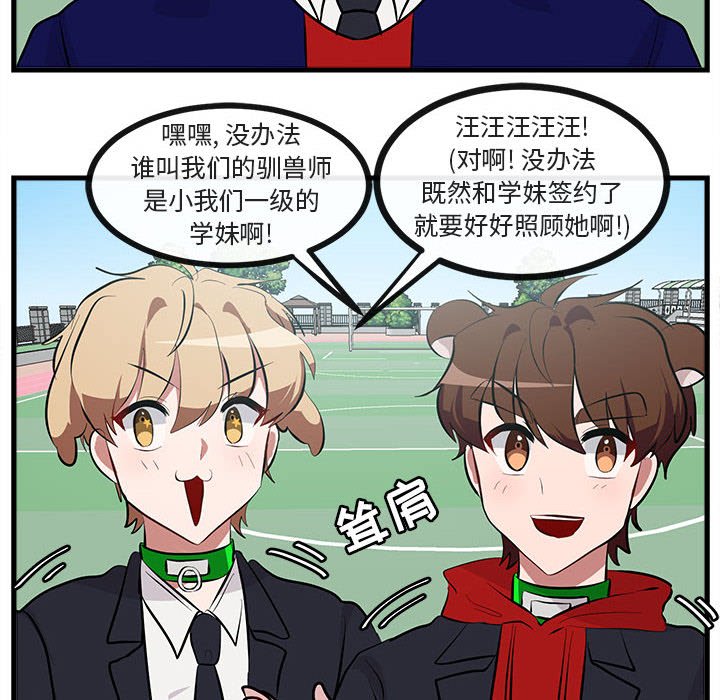 嘿嘿, 没办法
谁叫我们的驯兽师
是小我们一级的
学妹啊!
汪汪汪汪汪!
(对啊! 没办法
既然和学妹签约了
就要好好照顾她啊!)
耸肩